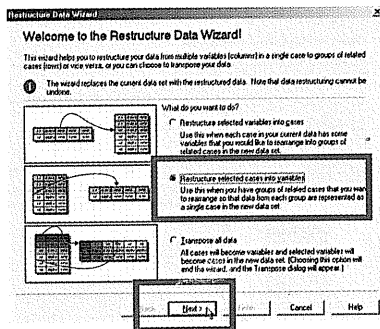 Restructure Data Wizard
Welcome to the Restructure Data Wizard!
This wizard helps you to restructure your data from multiple variables (columns) in a single case to groups of related
cases (rows) or vice versa, or you can choose to transpose your data.
The wizard replaces the current data set with the restructured data. Note that data restructuring cannot be
undone.
What do you want to do?
Restructure selected variables into cases
Use this when each case in your current data has some
variables that you would like to rearrange into groups of
related cases in the new data set.
Restructure selected cases into variables
Use this when you have groups of related cases that you want
to rearrange so that data from each group are represented as
a single case in the new data set.
Transpose all data
All cases will become variables and selected variables will
become cases in the new data set. (Choosing this option will
end the wizard, and the Transpose dialog will appear.)
Next > Cancel Help